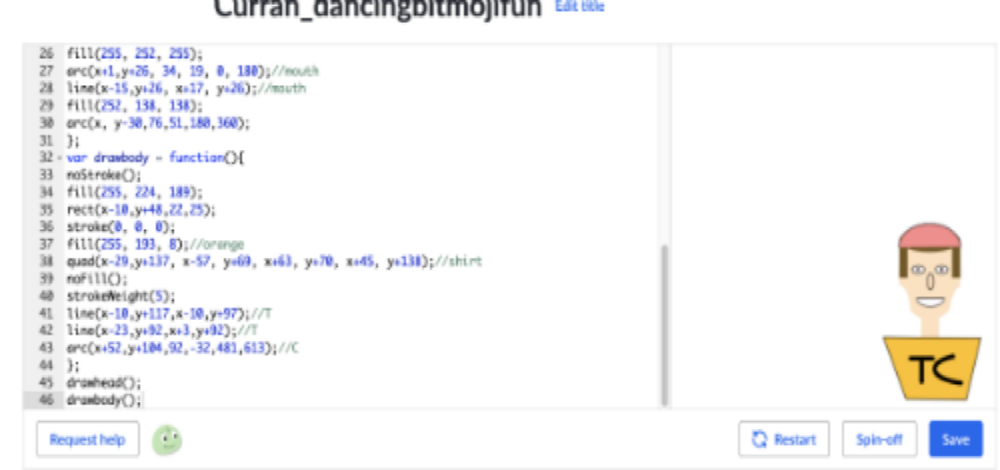 Curran_dancingbitmojifun Edit title
26 fill(255, 252, 255);
27 arc(x+1,y+26, 34, 19, 0, 180);//mouth
28 line(x-15,y+26, x+17, y+26);//mouth
29 fill(252, 138, 138);
30 arc(x, y-30,76,51,180,360);
31 };
32 var drawbody = function(){
33 noStroke();
34 fill(255, 224, 189);
35 rect(x-10,y+48,22,25);
36 stroke(0, 0, 0);
37 fill(255, 193, 8);//orange
38 quad(x-29,y+137, x-57, y+69, x+63, y+70, x+45, y+138);//shirt
39 noFill();
40 strokeWeight(5);
41 line(x-10,y+117,x-10,y+97);//T
42 line(x-23,y+92,x+3,y+92);//T
43 arc(x+52,y+104,92,-32,481,613);//C
44 };
45 drawhead();
46 drawbody();
TC
Request help
Restart
Spin-off
Save